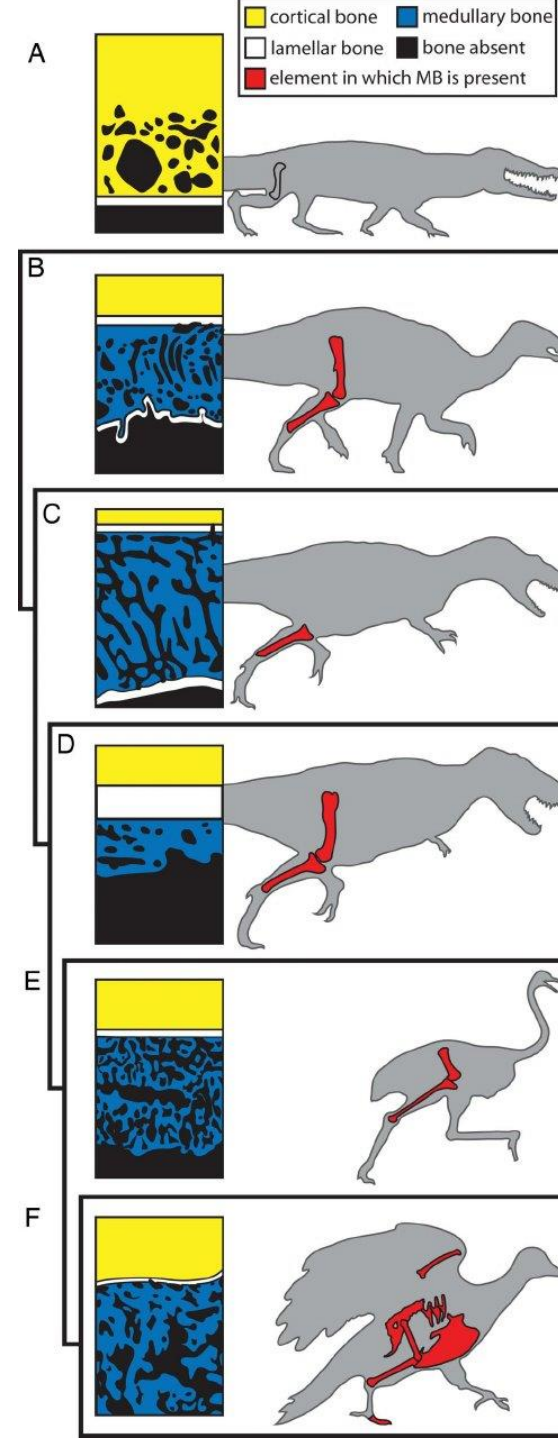 cortical bone medullary bone
lamellar bone bone absent
element in which MB is present
A
B
C
D
E
F